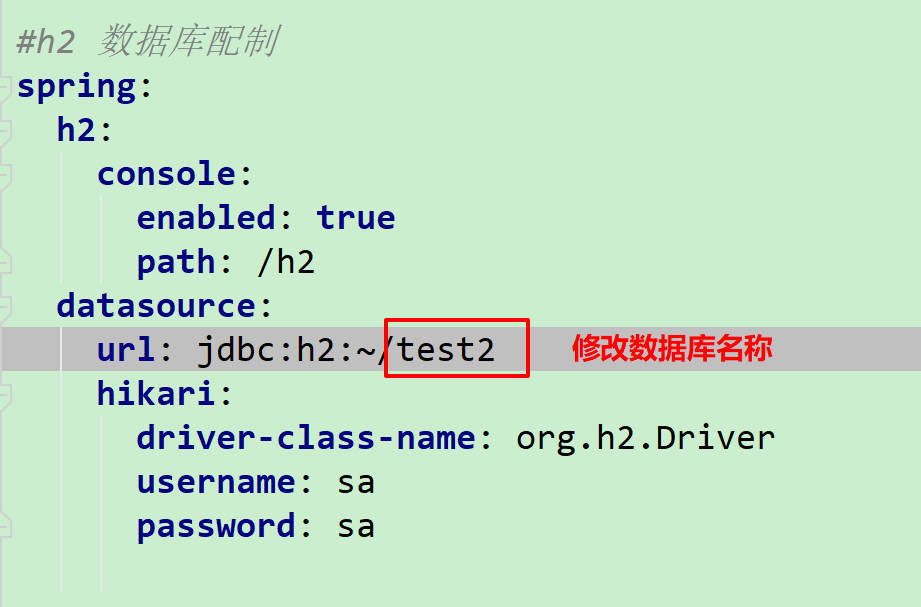 #h2 数据库配制
spring:
  h2:
    console:
      enabled: true
      path: /h2
  datasource:
    url: jdbc:h2:~/test2 修改数据库名称
    hikari:
      driver-class-name: org.h2.Driver
      username: sa
      password: sa